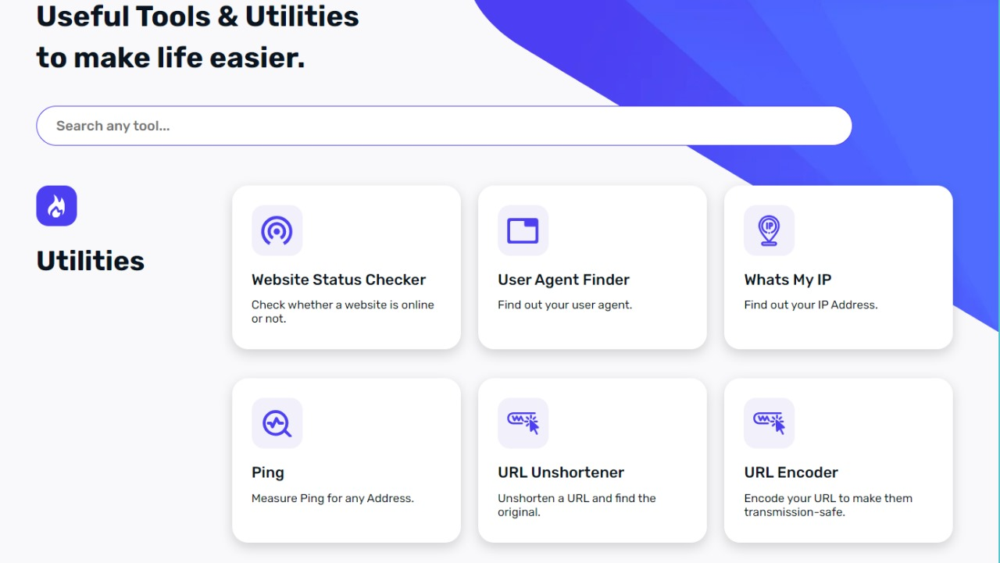 Useful Tools & Utilities
to make life easier.
Search any tool...
Utilities
Website Status Checker
Check whether a website is online
or not.
User Agent Finder
Find out your user agent.
IP
Whats My IP
Find out your IP Address.
Ping
Measure Ping for any Address.
URL Unshortener
Unshorten a URL and find the
original.
URL Encoder
Encode your URL to make them
transmission-safe.